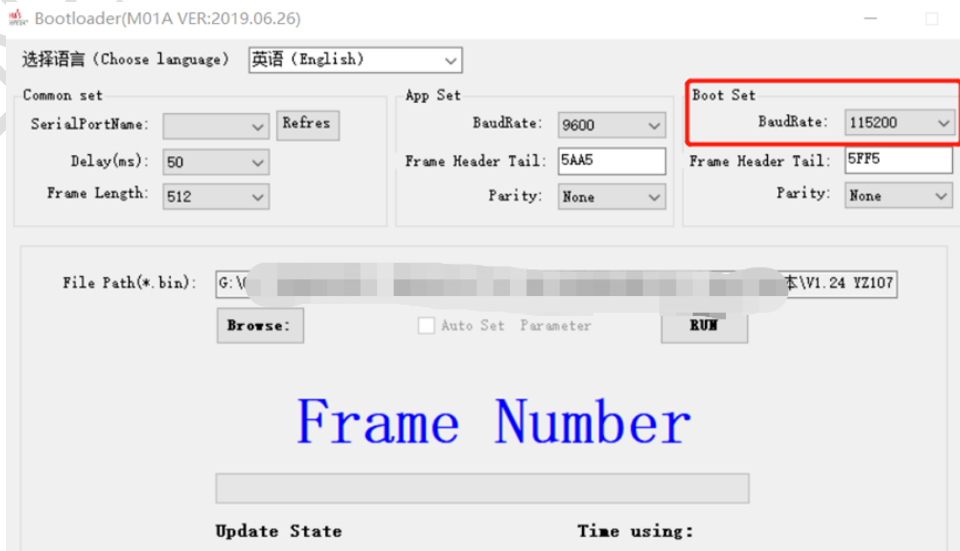 Bootloader(M01A VER:2019.06.26)
选择语言(Choose language) 英语(English)
Common set
SerialPortName: Refres
Delay(ms): 50
Frame Length: 512
App Set
BaudRate: 9600
Frame Header Tail: 5AA5
Parity: None
Boot Set
BaudRate: 115200
Frame Header Tail: 5FF5
Parity: None
File Path(*.bin): G:\ 本\V1.24 YZ107
Browse: Auto Set Parameter RUN
Frame Number
Update State Time using: